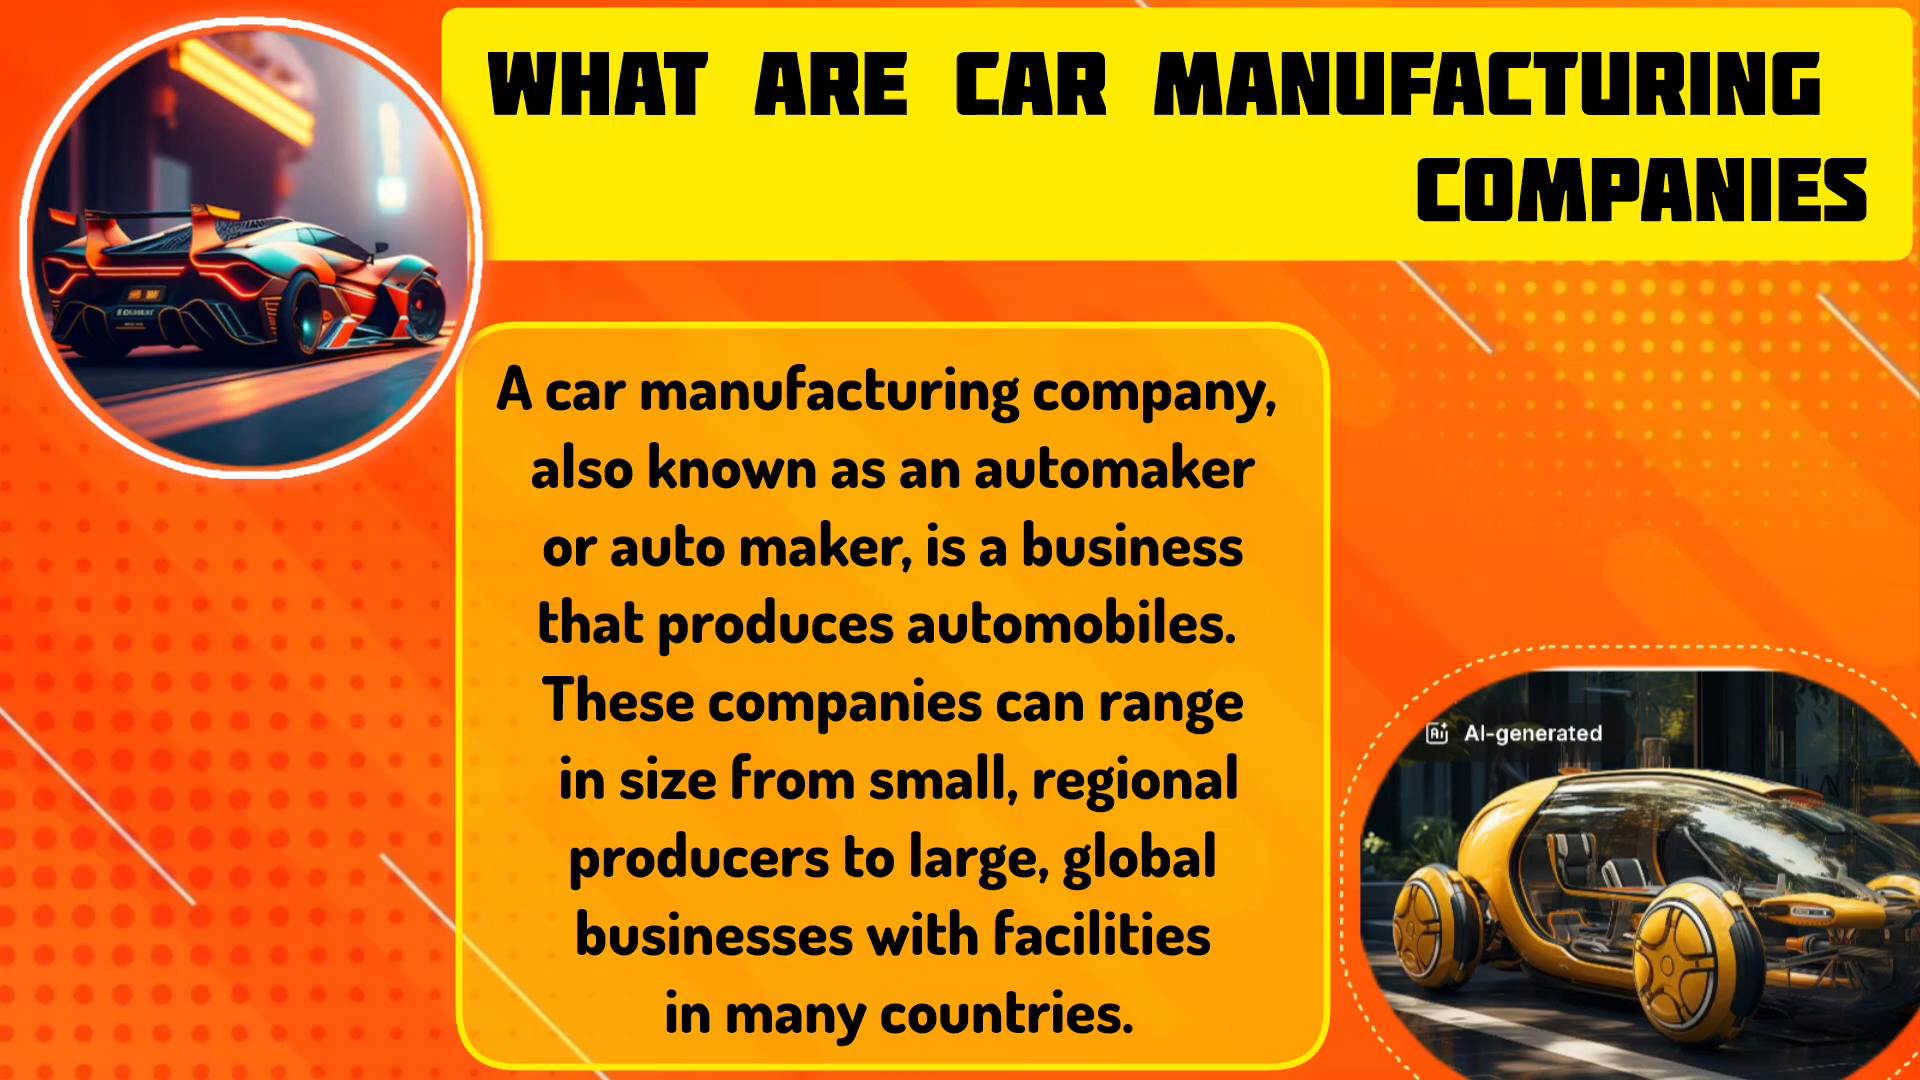 WHAT ARE CAR MANUFACTURING
COMPANIES
A car manufacturing company,
also known as an automaker
or auto maker, is a business
that produces automobiles.
These companies can range
in size from small, regional
producers to large, global
businesses with facilities
in many countries.
AI-generated